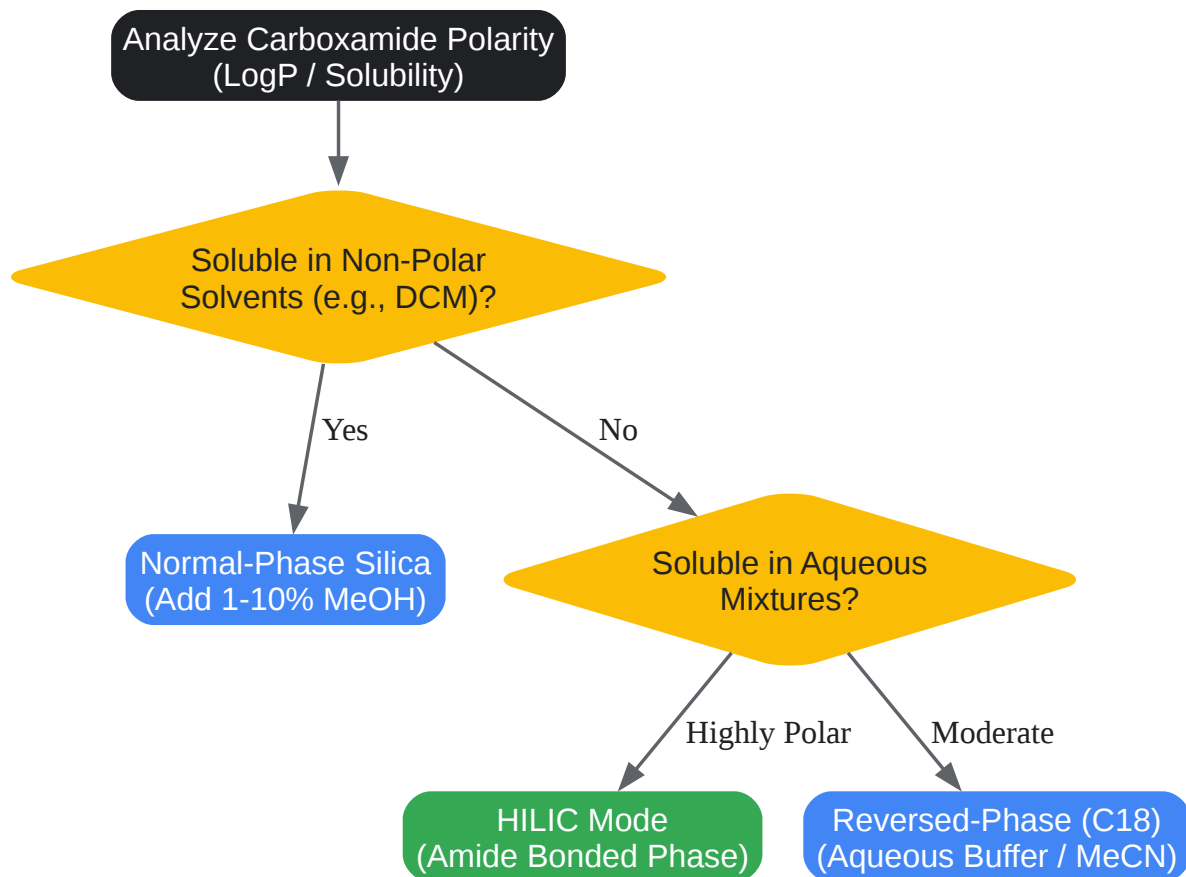 Analyze Carboxamide Polarity
(LogP / Solubility)
Soluble in Non-Polar
Solvents (e.g., DCM)?
Yes
No
Normal-Phase Silica
(Add 1-10% MeOH)
Soluble in Aqueous
Mixtures?
Highly Polar
Moderate
HILIC Mode
(Amide Bonded Phase)
Reversed-Phase (C18)
(Aqueous Buffer / MeCN)